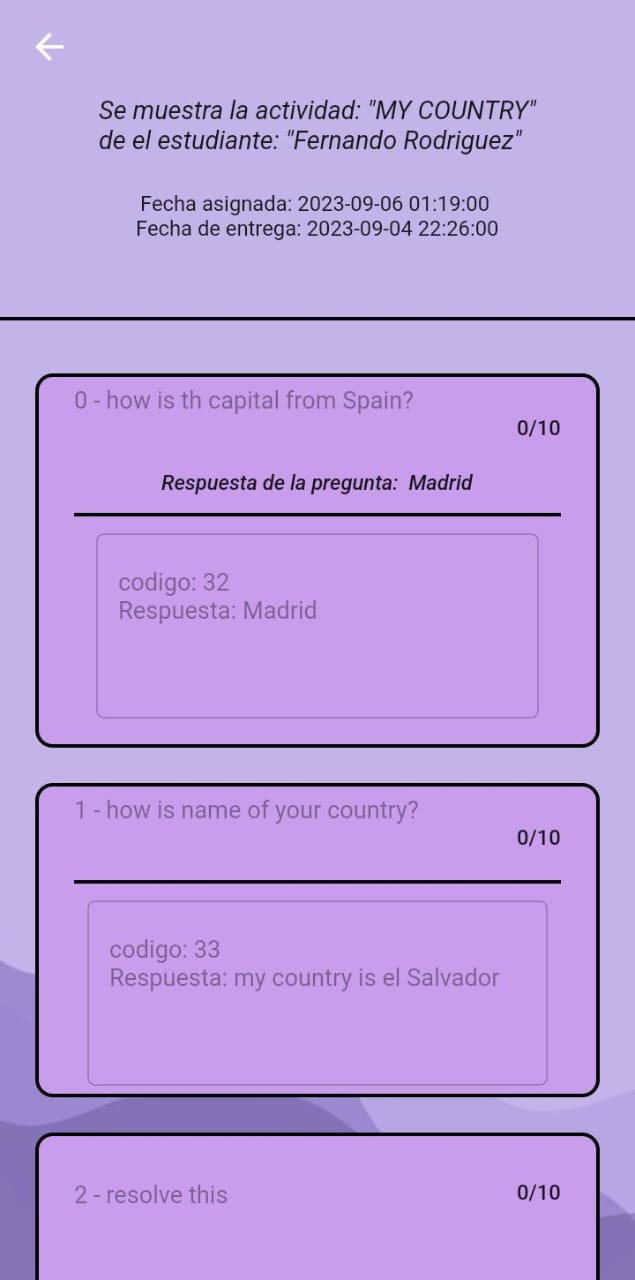 Se muestra la actividad: "MY COUNTRY"
de el estudiante: "Fernando Rodriguez"
Fecha asignada: 2023-09-06 01:19:00
Fecha de entrega: 2023-09-04 22:26:00
0 - how is th capital from Spain?
0/10
Respuesta de la pregunta: Madrid
codigo: 32
Respuesta: Madrid
1 - how is name of your country?
0/10
codigo: 33
Respuesta: my country is el Salvador
2 - resolve this
0/10